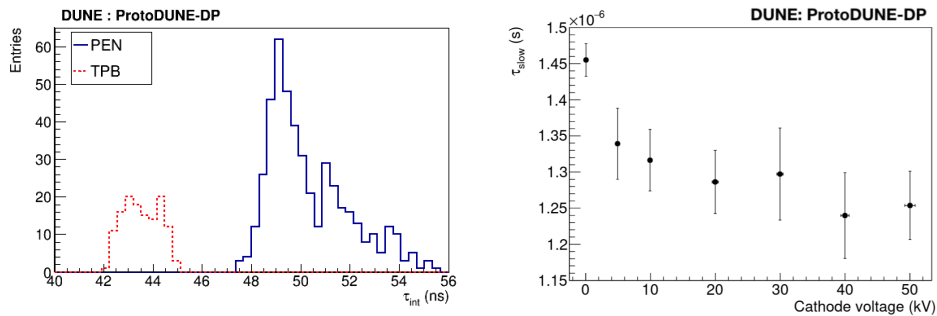 DUNE : ProtoDUNE-DP
Entries
60
50
40
30
20
10
0
PEN
TPB
40 42 44 46 48 50 52 54 56
τint (ns)
DUNE: ProtoDUNE-DP
×10−6
τslow (s)
1.5
1.45
1.4
1.35
1.3
1.25
1.2
1.15
0 10 20 30 40 50
Cathode voltage (kV)